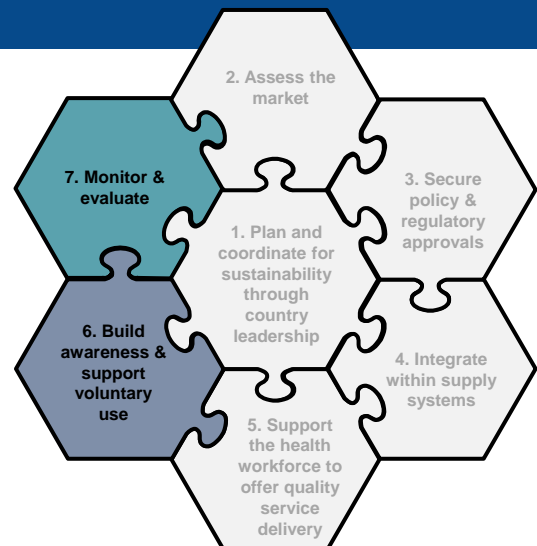 2. Assess the
market
7. Monitor &
evaluate
3. Secure
policy &
regulatory
approvals
1. Plan and
coordinate for
sustainability
through
country
leadership
6. Build
awareness &
support
voluntary
use
4. Integrate
within supply
systems
5. Support
the health
workforce to
offer quality
service
delivery